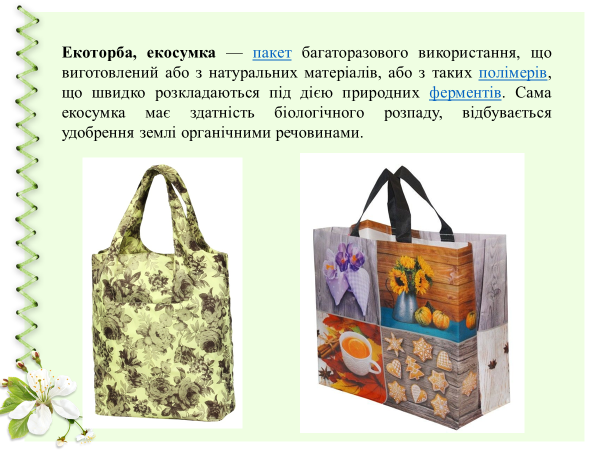 Екоторба, екосумка — пакет багаторазового використання, що
виготовлений або з натуральних матеріалів, або з таких полімерів,
що швидко розкладаються під дією природних ферментів. Сама
екосумка має здатність біологічного розпаду, відбувається
удобрення землі органічними речовинами.